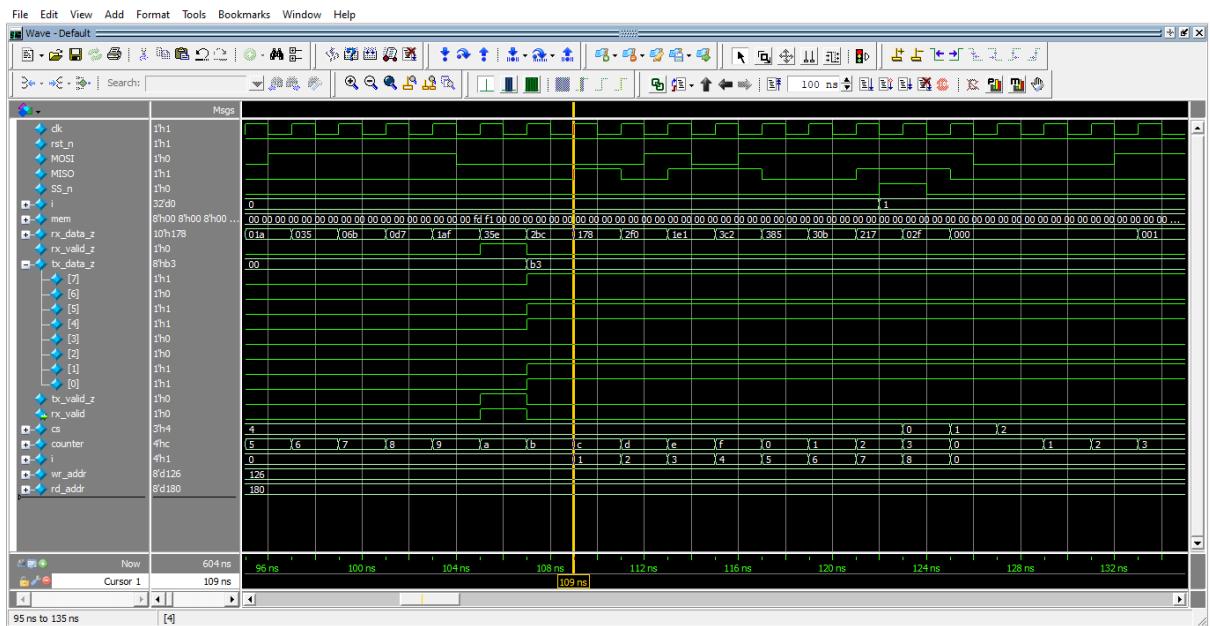 File Edit View Add Format Tools Bookmarks Window Help
Wave - Default
Search:
100 ns
Msgs
clk 1'h1
rst_n 1'h1
MOSI 1'h0
MISO 1'h1
SS_n 1'h0
i 32'd0 0 1
mem 8'h00 8'h00 8'h00 ... 00 00 00 00 00 00 00 00 00 00 00 00 00 00 00 00 00 fd f1 00 00 00 00 00 00 00 00 00 00 00 00 00 00 00 00 00 00 00 00 00 00 00 00 00 00 00 00 00 00 00 00 00 00 00 00 00 00 00 00 00 00 00 00 00 00 00 00 00 00 00 ...
rx_data_z 10'h178 01a 035 06b 0d7 1af 35e 2bc 178 2f0 1e1 3c2 385 30b 217 02f 000 001
rx_valid_z 1'h0
tx_data_z 8'hb3 00 b3
[7] 1'h1
[6] 1'h0
[5] 1'h1
[4] 1'h1
[3] 1'h0
[2] 1'h0
[1] 1'h1
[0] 1'h1
tx_valid_z 1'h0
rx_valid 1'h0
cs 3'h4 4 0 1 2
counter 4'hc 5 6 7 8 9 a b c d e f 0 1 2 3 0 1 2 3
i 4'h1 0 1 2 3 4 5 6 7 8 0
wr_addr 8'd126 126
rd_addr 8'd180 180
Now 604 ns 96 ns 100 ns 104 ns 108 ns 112 ns 116 ns 120 ns 124 ns 128 ns 132 ns
Cursor 1 109 ns 109 ns
95 ns to 135 ns [4]